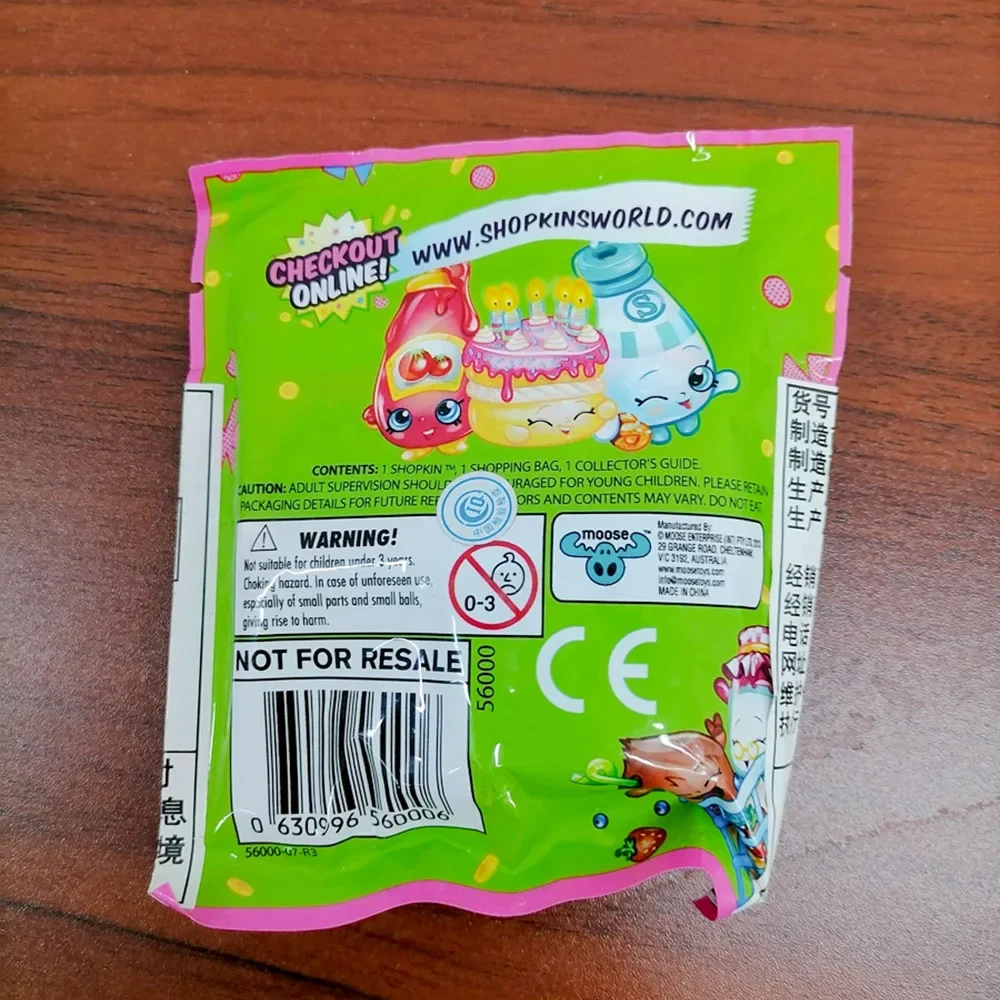 CHECKOUT
ONLINE!
WWW.SHOPKINSWORLD.COM
S
CONTENTS: 1 SHOPKIN™, 1 SHOPPING BAG, 1 COLLECTOR'S GUIDE.
CAUTION: ADULT SUPERVISION SHOUL URAGED FOR YOUNG CHILDREN. PLEASE RETAIN
PACKAGING DETAILS FOR FUTURE REF ORS AND CONTENTS MAY VARY. DO NOT EAT.
WARNING!
Not suitable for children under 3 years.
Choking hazard. In case of unforeseen use,
especially of small parts and small balls,
giving rise to harm.
0-3
moose™
Manufactured By:
© MOOSE ENTERPRISE (INT) PTY LTD, 2013
29 GRANGE ROAD, CHELTENHAM
VIC 3192, AUSTRALIA
www.moosetoys.com
info@moosetoys.com
MADE IN CHINA
NOT FOR RESALE
56000
CE
0 630996 560006
56000-07-R3
货号
制造
制造
生产
生产
经销
经销
电话
网址
维
扶
息
境